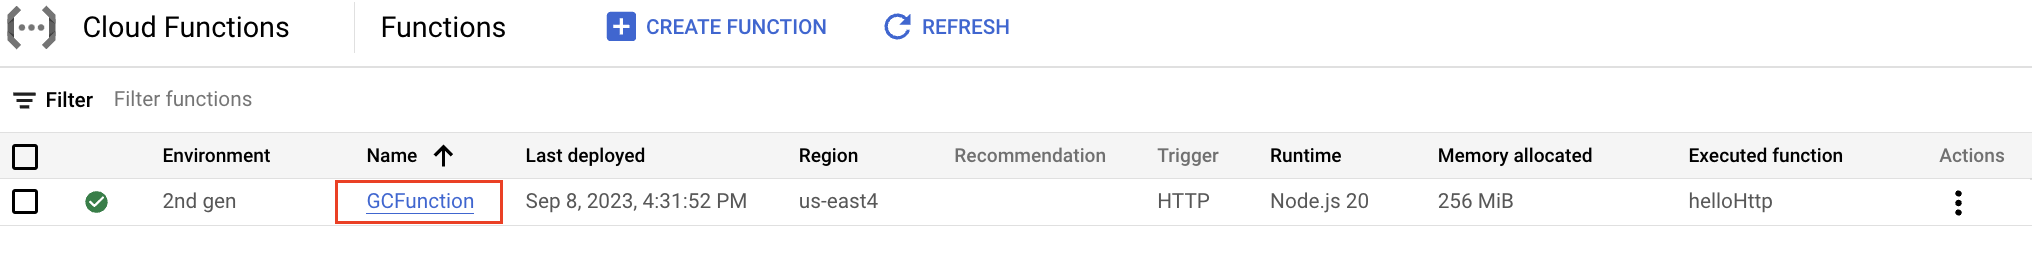 Cloud Functions Functions CREATE FUNCTION REFRESH
Filter Filter functions
Environment Name Last deployed Region Recommendation Trigger Runtime Memory allocated Executed function Actions
2nd gen GCFunction Sep 8, 2023, 4:31:52 PM us-east4 HTTP Node.js 20 256 MiB helloHttp